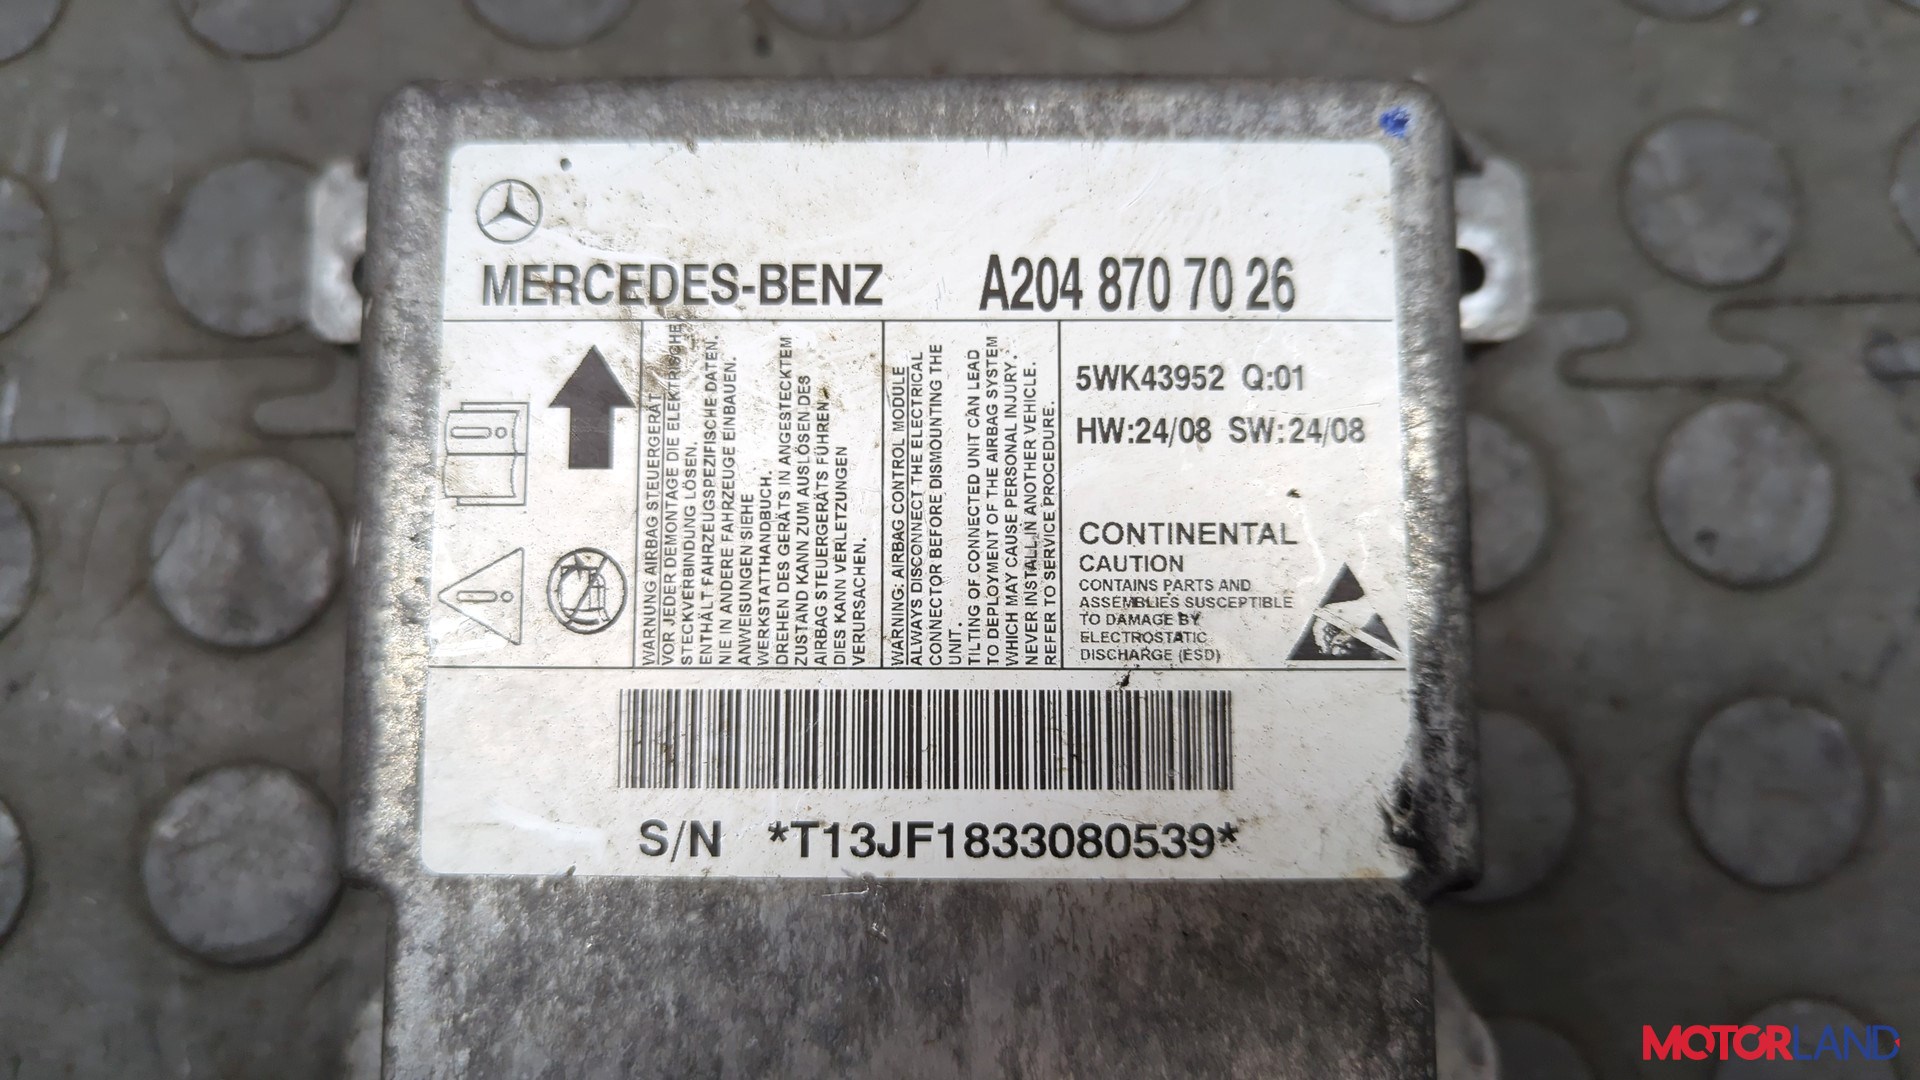 MERCEDES-BENZ A204 870 70 26
WARNUNG AIRBAG STEUERGERÄT
VOR JEDER DEMONTAGE DIE ELEKTRISCHE
STECKVERBINDUNG LÖSEN.
ENTHÄLT FAHRZEUGSPEZIFISCHE DATEN.
NIE IN ANDERE FAHRZEUGE EINBAUEN.
ANWEISUNGEN SIEHE
WERKSTATTHANDBUCH.
DREHEN DES GERÄTS IN ANGESTECKTEM
ZUSTAND KANN ZUM AUSLÖSEN DES
AIRBAG STEUERGERÄTS FÜHREN.
DIES KANN VERLETZUNGEN
VERURSACHEN.
WARNING: AIRBAG CONTROL MODULE
ALWAYS DISCONNECT THE ELECTRICAL
CONNECTOR BEFORE DISMOUNTING THE
UNIT.
TILTING OF CONNECTED UNIT CAN LEAD
TO DEPLOYMENT OF THE AIRBAG SYSTEM
WHICH MAY CAUSE PERSONAL INJURY.
NEVER INSTALL IN ANOTHER VEHICLE.
REFER TO SERVICE PROCEDURE.
5WK43952 Q:01
HW:24/08 SW:24/08
CONTINENTAL
CAUTION
CONTAINS PARTS AND
ASSEMBLIES SUSCEPTIBLE
TO DAMAGE BY
ELECTROSTATIC
DISCHARGE (ESD)
S/N *T13JF1833080539*
MOTORLAND